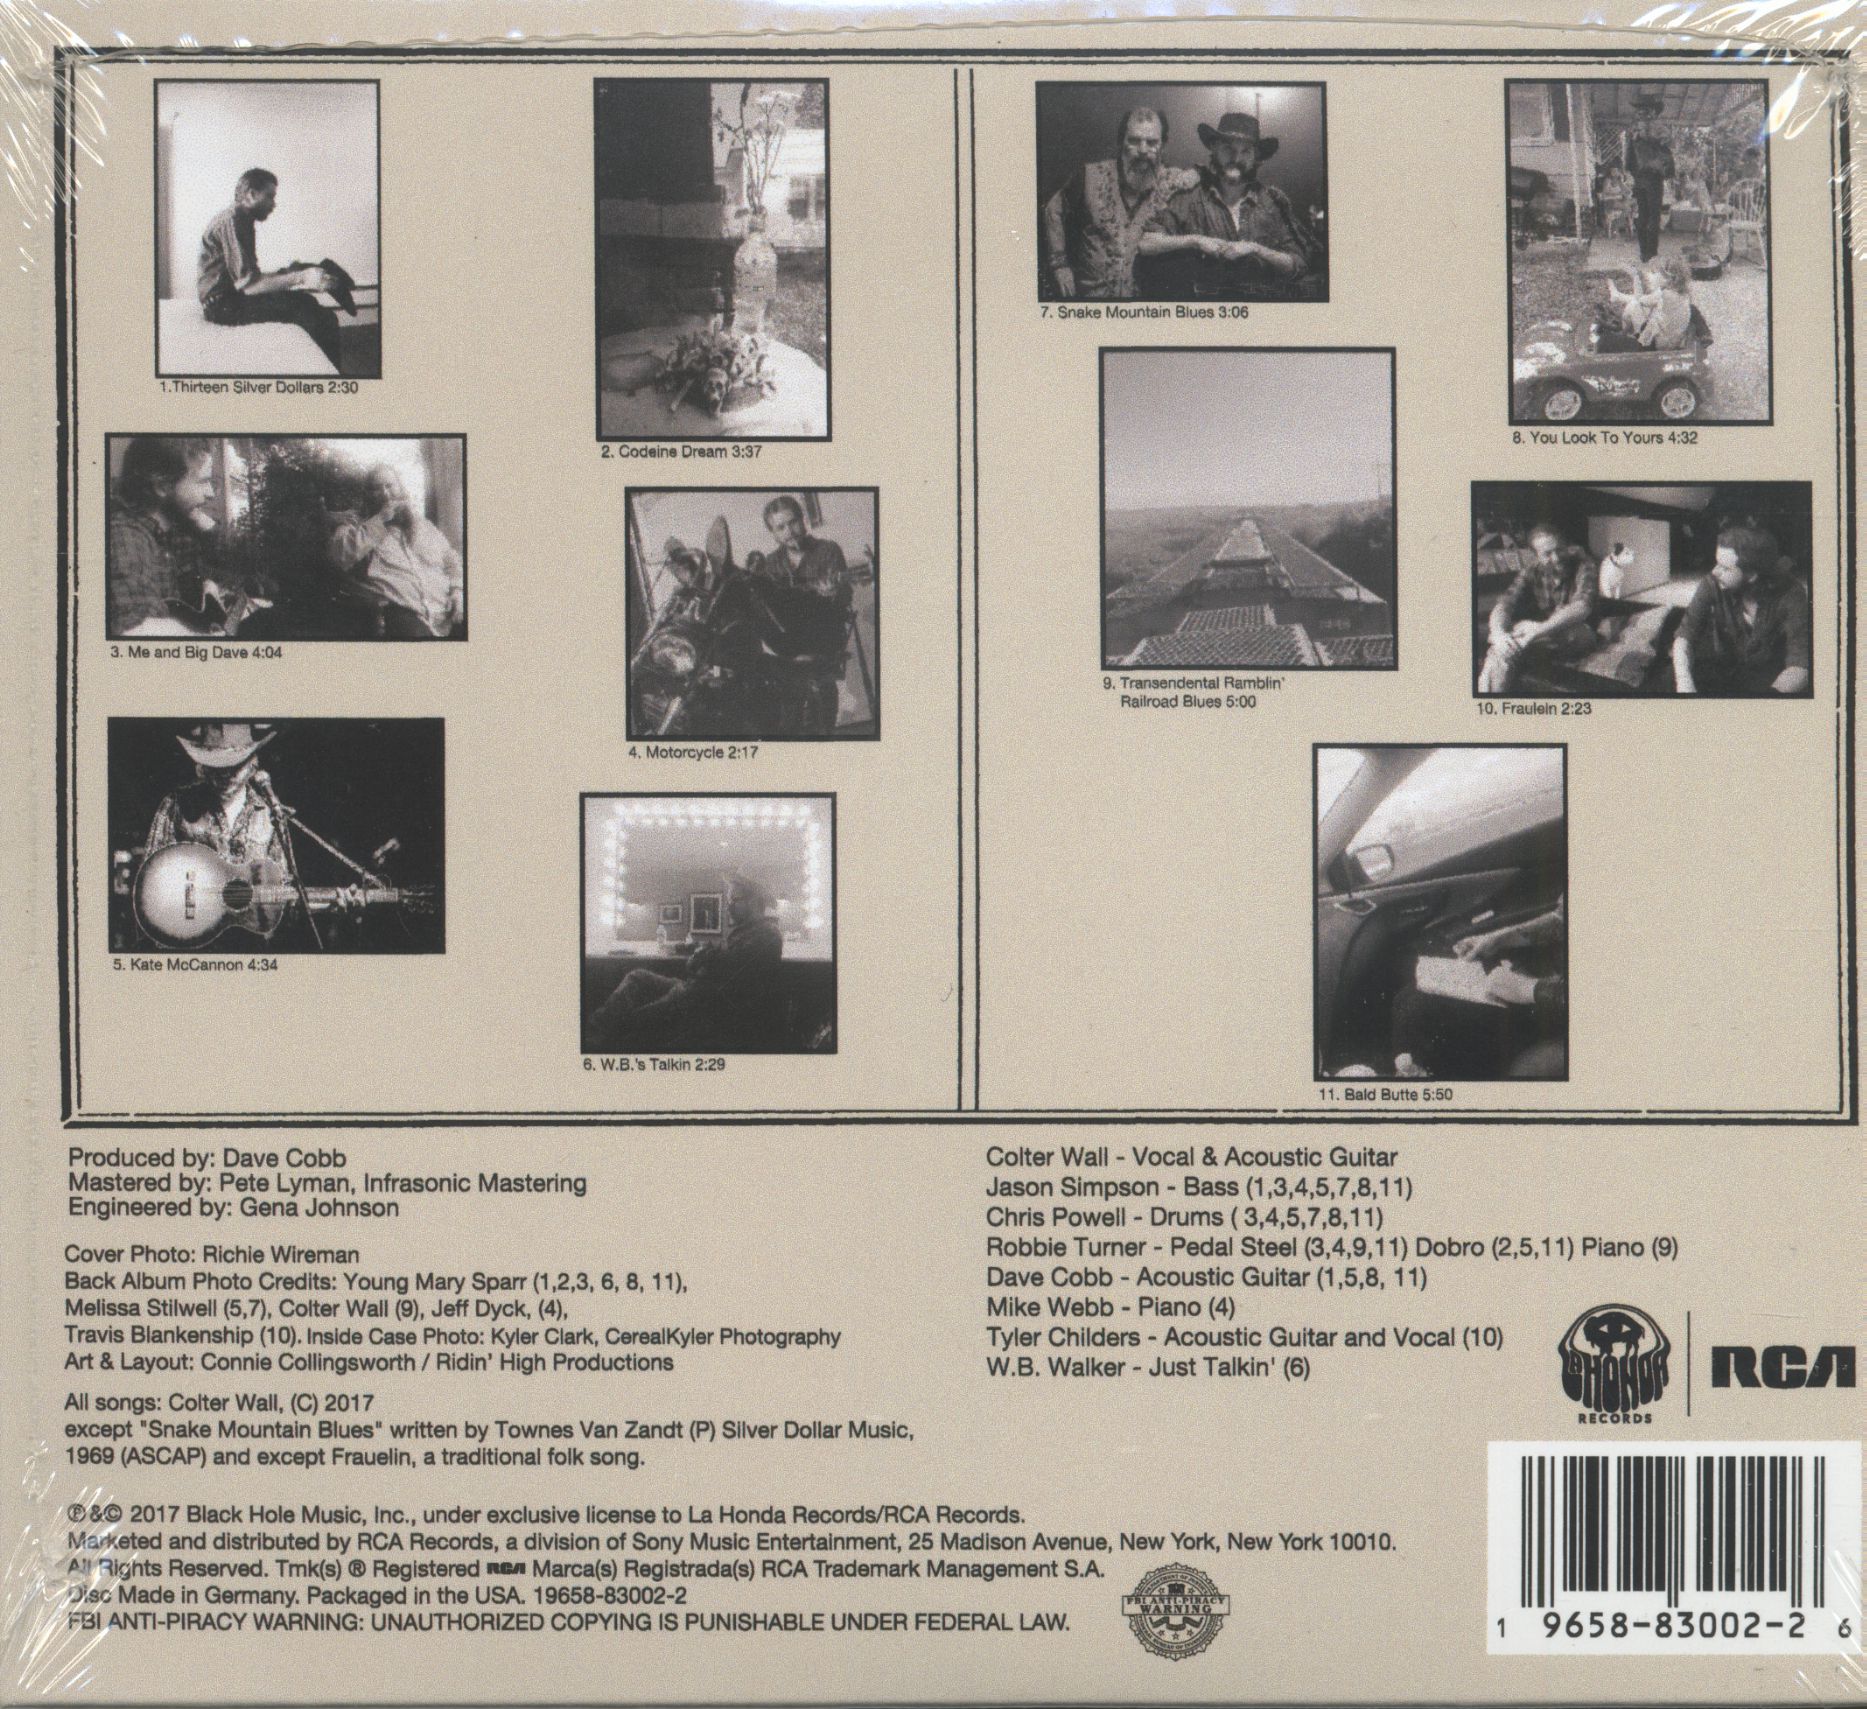 1.Thirteen Silver Dollars 2:30
2. Codeine Dream 3:37
3. Me and Big Dave 4:04
4. Motorcycle 2:17
5. Kate McCannon 4:34
6. W.B.'s Talkin 2:29
7. Snake Mountain Blues 3:06
8. You Look To Yours 4:32
9. Transendental Ramblin'
Railroad Blues 5:00
10. Fraulein 2:23
11. Bald Butte 5:50
Produced by: Dave Cobb
Mastered by: Pete Lyman, Infrasonic Mastering
Engineered by: Gena Johnson
Cover Photo: Richie Wireman
Back Album Photo Credits: Young Mary Sparr (1,2,3, 6, 8, 11),
Melissa Stilwell (5,7), Colter Wall (9), Jeff Dyck, (4),
Travis Blankenship (10). Inside Case Photo: Kyler Clark, CerealKyler Photography
Art & Layout: Connie Collingsworth / Ridin' High Productions
All songs: Colter Wall, (C) 2017
except "Snake Mountain Blues" written by Townes Van Zandt (P) Silver Dollar Music,
1969 (ASCAP) and except Frauelin, a traditional folk song.
Colter Wall - Vocal & Acoustic Guitar
Jason Simpson - Bass (1,3,4,5,7,8,11)
Chris Powell - Drums ( 3,4,5,7,8,11)
Robbie Turner - Pedal Steel (3,4,9,11) Dobro (2,5,11) Piano (9)
Dave Cobb - Acoustic Guitar (1,5,8, 11)
Mike Webb - Piano (4)
Tyler Childers - Acoustic Guitar and Vocal (10)
W.B. Walker - Just Talkin' (6)
LA HONDA
RECORDS
RCA
℗&© 2017 Black Hole Music, Inc., under exclusive license to La Honda Records/RCA Records.
Marketed and distributed by RCA Records, a division of Sony Music Entertainment, 25 Madison Avenue, New York, New York 10010.
All Rights Reserved. Tmk(s) ® Registered RCA Marca(s) Registrada(s) RCA Trademark Management S.A.
Disc Made in Germany. Packaged in the USA. 19658-83002-2
FBI ANTI-PIRACY WARNING: UNAUTHORIZED COPYING IS PUNISHABLE UNDER FEDERAL LAW.
FBI ANTI-PIRACY
WARNING
1 9658-83002-2 6